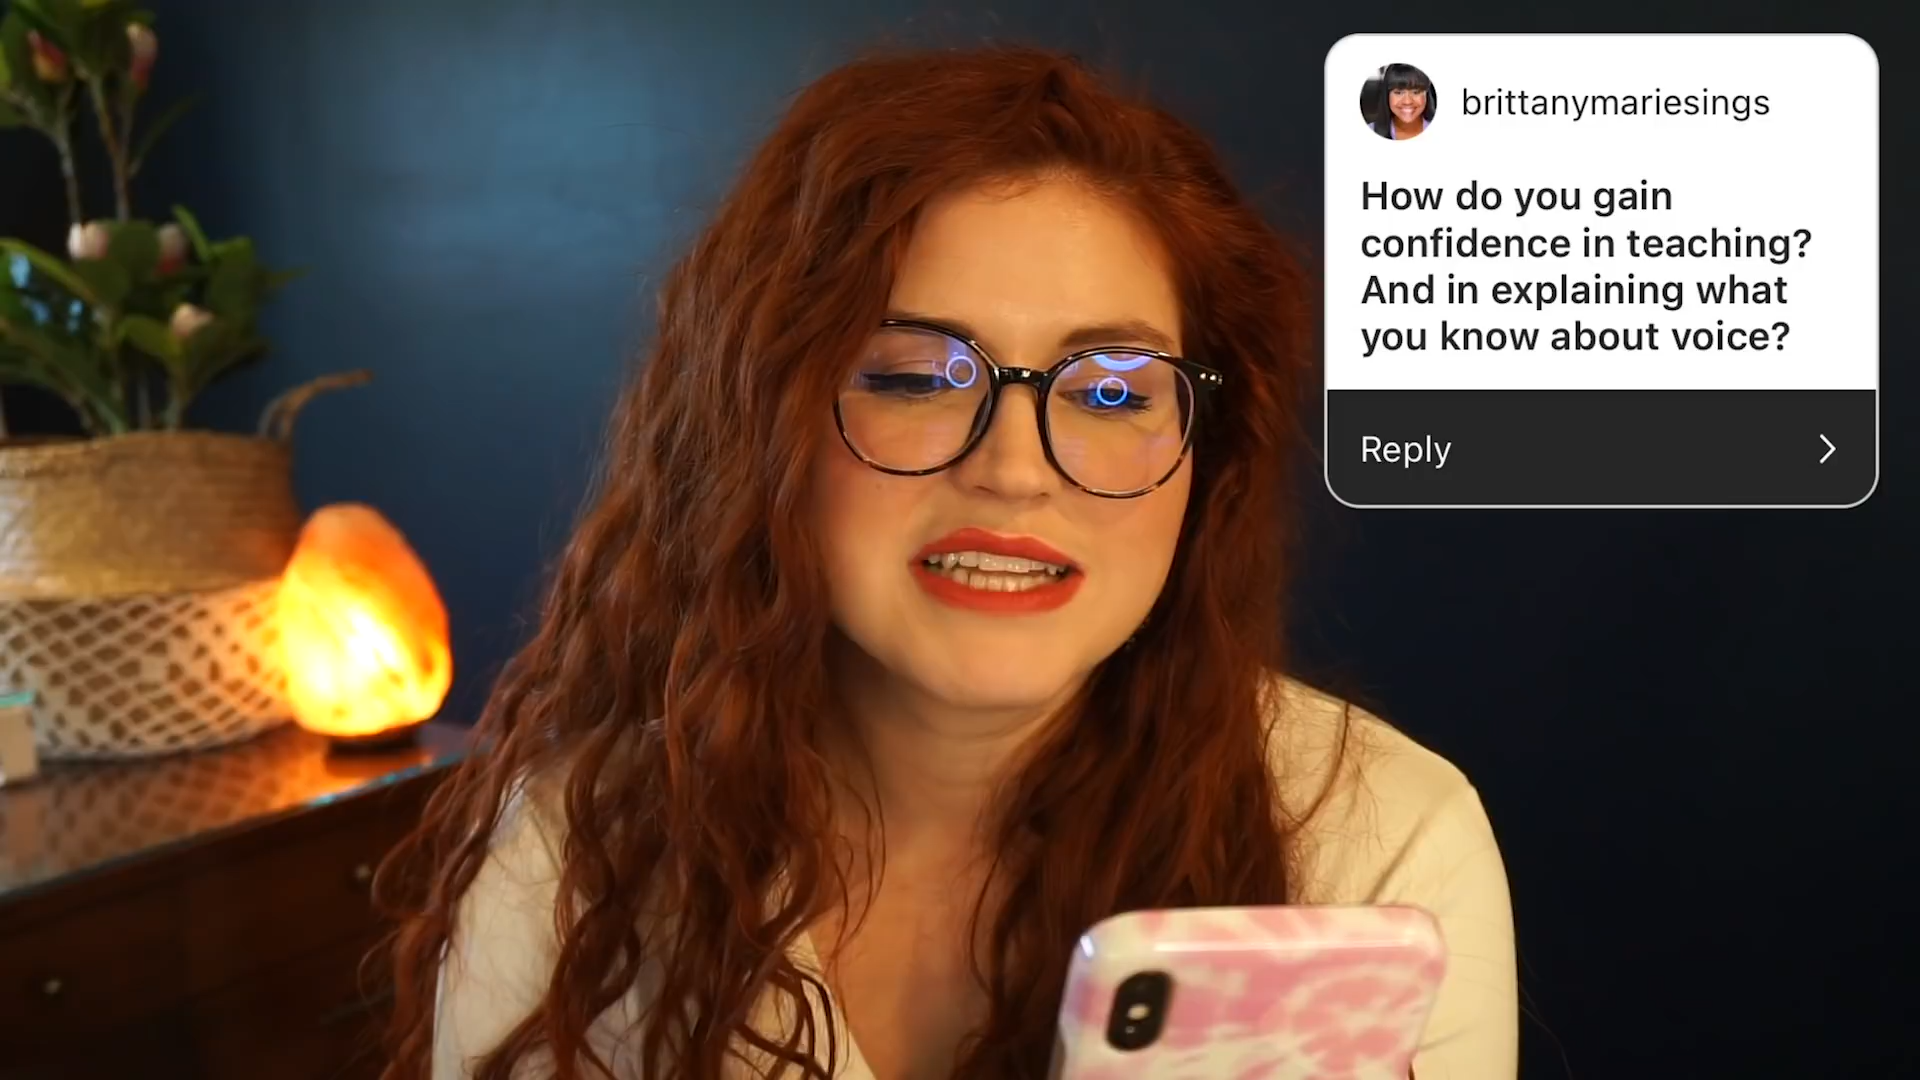 brittanymariesings
How do you gain
confidence in teaching?
And in explaining what
you know about voice?
Reply